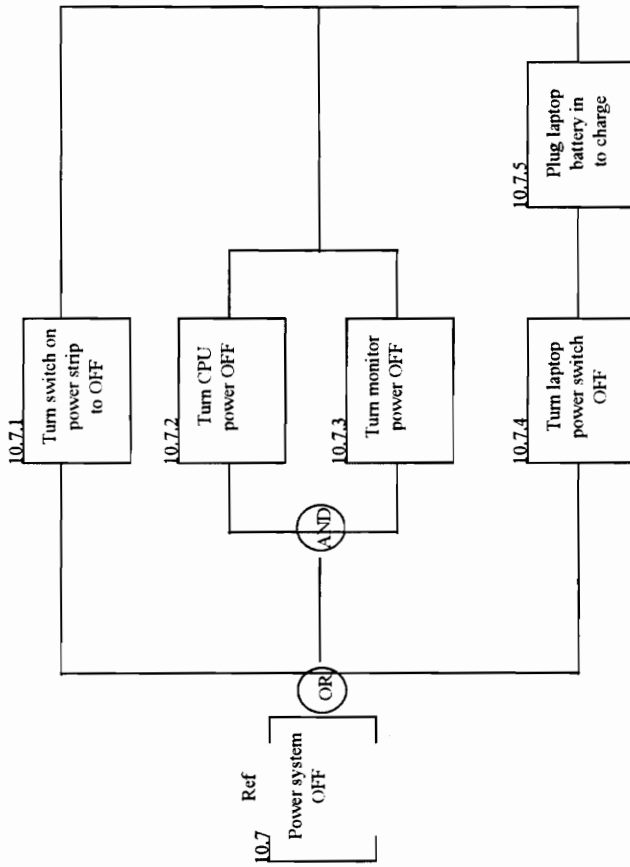 10.7
Ref
Power system
OFF
OR
AND
10.7.1
Turn switch on
power strip
to OFF
10.7.2
Turn CPU
power OFF
10.7.3
Turn monitor
power OFF
10.7.4
Turn laptop
power switch
OFF
10.7.5
Plug laptop
battery in
to charge